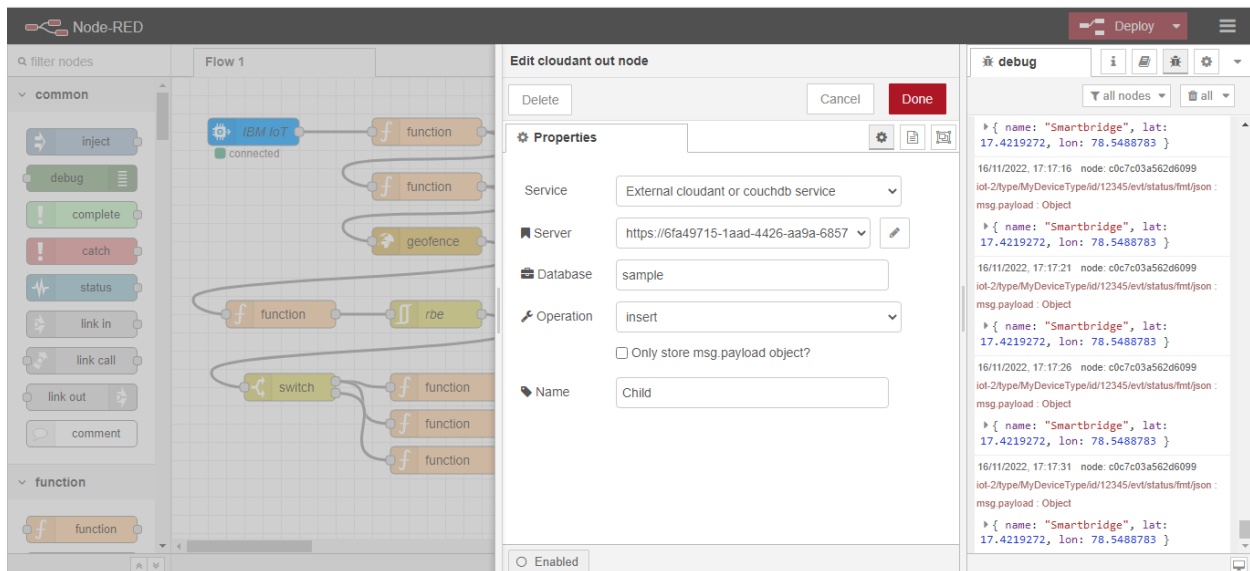 Node-RED
Deploy
filter nodes
common
inject
debug
complete
catch
status
link in
link call
link out
comment
function
function
Flow 1
IBM IoT
connected
function
function
geofence
function
rbe
switch
function
function
function
Edit cloudant out node
Delete
Cancel
Done
Properties
Service
External cloudant or couchdb service
Server
https://6fa49715-1aad-4426-aa9a-6857
Database
sample
Operation
insert
Only store msg.payload object?
Name
Child
Enabled
debug
i
all nodes
all
{ name: "Smartbridge", lat:
17.4219272, lon: 78.5488783 }
16/11/2022, 17:17:16 node: c0c7c03a562d6099
iot-2/type/MyDeviceType/id/12345/evt/status/fmt/json :
msg.payload : Object
{ name: "Smartbridge", lat:
17.4219272, lon: 78.5488783 }
16/11/2022, 17:17:21 node: c0c7c03a562d6099
iot-2/type/MyDeviceType/id/12345/evt/status/fmt/json :
msg.payload : Object
{ name: "Smartbridge", lat:
17.4219272, lon: 78.5488783 }
16/11/2022, 17:17:26 node: c0c7c03a562d6099
iot-2/type/MyDeviceType/id/12345/evt/status/fmt/json :
msg.payload : Object
{ name: "Smartbridge", lat:
17.4219272, lon: 78.5488783 }
16/11/2022, 17:17:31 node: c0c7c03a562d6099
iot-2/type/MyDeviceType/id/12345/evt/status/fmt/json :
msg.payload : Object
{ name: "Smartbridge", lat:
17.4219272, lon: 78.5488783 }